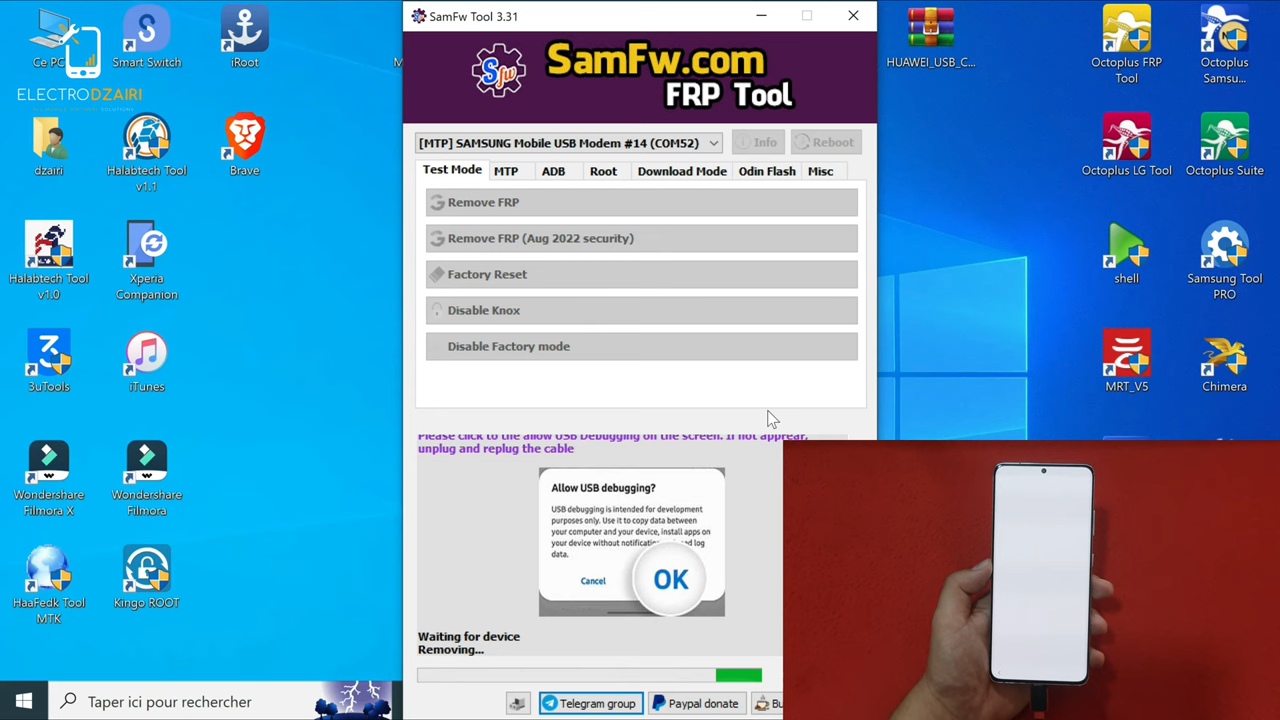 SamFw Tool 3.31
SamFw.com
FRP Tool
Sfw
[MTP] SAMSUNG Mobile USB Modem #14 (COM52)
Info
Reboot
Test Mode
MTP
ADB
Root
Download Mode
Odin Flash
Misc
Remove FRP
Remove FRP (Aug 2022 security)
Factory Reset
Disable Knox
Disable Factory mode
Please click to the allow USB Debugging on the screen. If not appear,
unplug and replug the cable
Allow USB debugging?
USB debugging is intended for development
purposes only. Use it to copy data between
your computer and your device, install apps on
your device without
log
data.
Cancel
OK
Waiting for device
Removing...
Telegram group
Paypal donate
Bu
Ce PC
Smart Switch
iRoot
ELECTRODZAIRI
dzairi
Halabtech Tool
v1.1
Brave
Halabtech Tool
v1.0
Xperia
Companion
3uTools
iTunes
Wondershare
Filmora X
Wondershare
Filmora
HaaFedk Tool
MTK
Kingo ROOT
Taper ici pour rechercher
HUAWEI_USB_C...
Octoplus FRP
Tool
Octoplus
Samsu...
Octoplus LG Tool
Octoplus Suite
shell
Samsung Tool
PRO
MRT_V5
Chimera